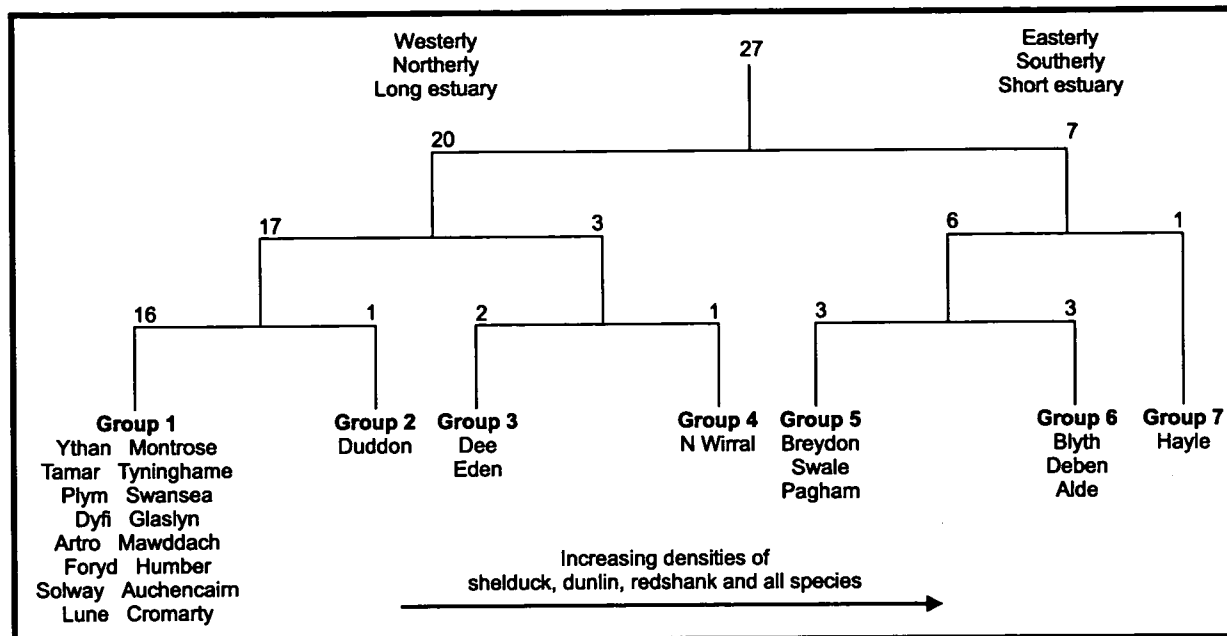 Westerly
Northerly
Long estuary
27
Easterly
Southerly
Short estuary
20
7
17
3
6
1
16
1
2
1
3
3
Group 1
Ythan Montrose
Tamar Tyninghame
Plym Swansea
Dyfi Glaslyn
Artro Mawddach
Foryd Humber
Solway Auchencairn
Lune Cromarty
Group 2
Duddon
Group 3
Dee
Eden
Group 4
N Wirral
Group 5
Breydon
Swale
Pagham
Group 6
Blyth
Deben
Alde
Group 7
Hayle
Increasing densities of
shelduck, dunlin, redshank and all species